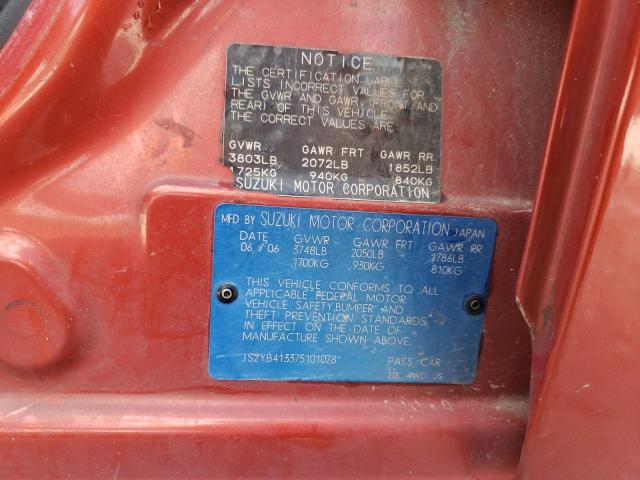 NOTICE
THE CERTIFICATION LABEL
LISTS INCORRECT VALUES FOR
THE GVWR AND GAWR (FRONT AND
REAR) OF THIS VEHICLE.
THE CORRECT VALUES ARE:
GVWR GAWR FRT GAWR RR
3803LB 2072LB 1852LB
1725KG 940KG 840KG
SUZUKI MOTOR CORPORATION
MFD BY SUZUKI MOTOR CORPORATION JAPAN
DATE GVWR GAWR FRT GAWR RR
06/06 3748LB 2050LB 1786LB
1700KG 930KG 810KG
THIS VEHICLE CONFORMS TO ALL
APPLICABLE FEDERAL MOTOR
VEHICLE SAFETY,BUMPER AND
THEFT PREVENTION STANDARDS
IN EFFECT ON THE DATE OF
MANUFACTURE SHOWN ABOVE.
JS2YB413375101078 PASS CAR
2.0L 4WD US